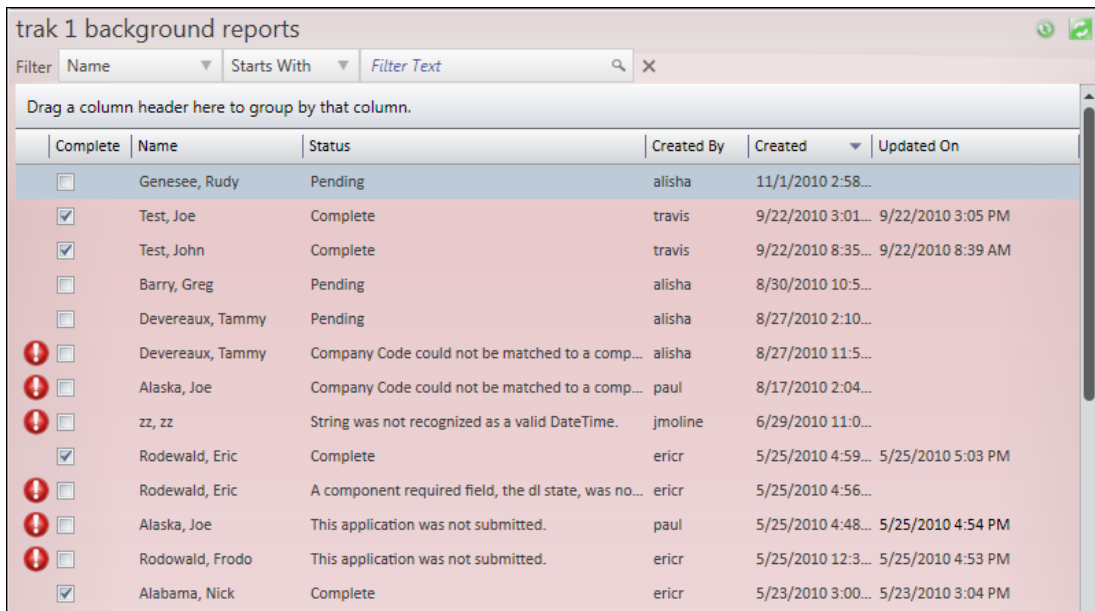 trak 1 background reports
Filter Name Starts With Filter Text
Drag a column header here to group by that column.
Complete Name Status Created By Created Updated On
Genesee, Rudy Pending alisha 11/1/2010 2:58...
Test, Joe Complete travis 9/22/2010 3:01... 9/22/2010 3:05 PM
Test, John Complete travis 9/22/2010 8:35... 9/22/2010 8:39 AM
Barry, Greg Pending alisha 8/30/2010 10:5...
Devereaux, Tammy Pending alisha 8/27/2010 2:10...
Devereaux, Tammy Company Code could not be matched to a comp... alisha 8/27/2010 11:5...
Alaska, Joe Company Code could not be matched to a comp... paul 8/17/2010 2:04...
zz, zz String was not recognized as a valid DateTime. jmoline 6/29/2010 11:0...
Rodewald, Eric Complete ericr 5/25/2010 4:59... 5/25/2010 5:03 PM
Rodewald, Eric A component required field, the dl state, was no... ericr 5/25/2010 4:56...
Alaska, Joe This application was not submitted. paul 5/25/2010 4:48... 5/25/2010 4:54 PM
Rodowald, Frodo This application was not submitted. ericr 5/25/2010 12:3... 5/25/2010 4:53 PM
Alabama, Nick Complete ericr 5/23/2010 3:00... 5/23/2010 3:04 PM